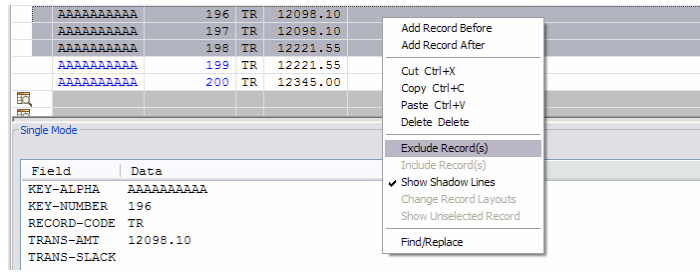 AAAAAAAAAA 196 TR 12098.10
AAAAAAAAAA 197 TR 12098.10
AAAAAAAAAA 198 TR 12221.55
AAAAAAAAAA 199 TR 12221.55
AAAAAAAAAA 200 TR 12345.00
Add Record Before
Add Record After
Cut Ctrl+X
Copy Ctrl+C
Paste Ctrl+V
Delete Delete
Exclude Record(s)
Include Record(s)
Show Shadow Lines
Change Record Layouts
Show Unselected Record
Find/Replace
Single Mode
Field Data
KEY-ALPHA AAAAAAAAAA
KEY-NUMBER 196
RECORD-CODE TR
TRANS-AMT 12098.10
TRANS-SLACK